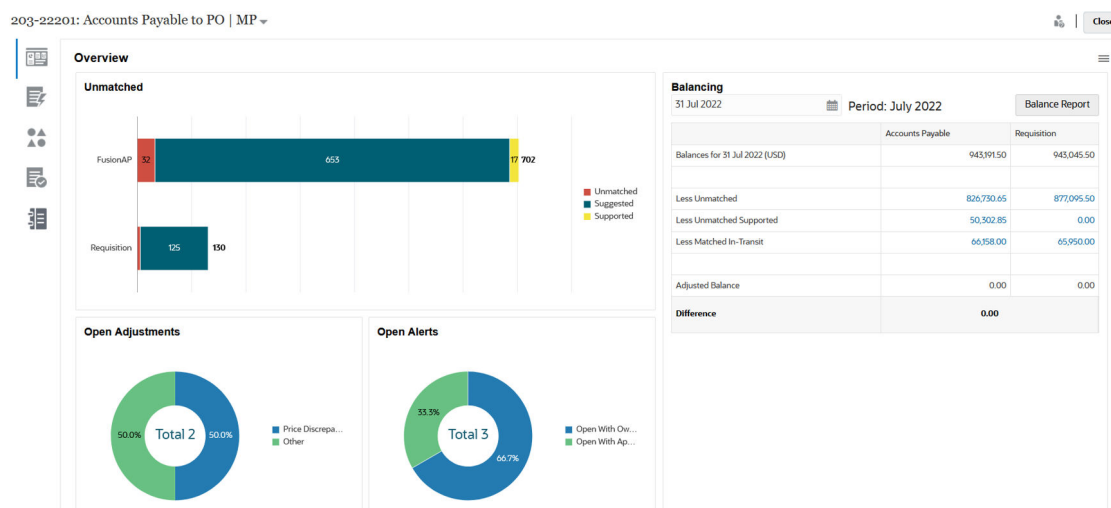 203-22201: Accounts Payable to PO | MP
Close
Overview
Unmatched
FusionAP
32
653
17
702
Requisition
125
130
Unmatched
Suggested
Supported
Open Adjustments
50.0%
Total 2
50.0%
Price Discrepa...
Other
Open Alerts
33.3%
Total 3
66.7%
Open With Ow...
Open With Ap...
Balancing
31 Jul 2022
Period: July 2022
Balance Report
Accounts Payable Requisition
Balances for 31 Jul 2022 (USD) 943,191.50 943,045.50
Less Unmatched 826,730.65 877,095.50
Less Unmatched Supported 50,302.85 0.00
Less Matched In-Transit 66,158.00 65,950.00
Adjusted Balance 0.00 0.00
Difference 0.00